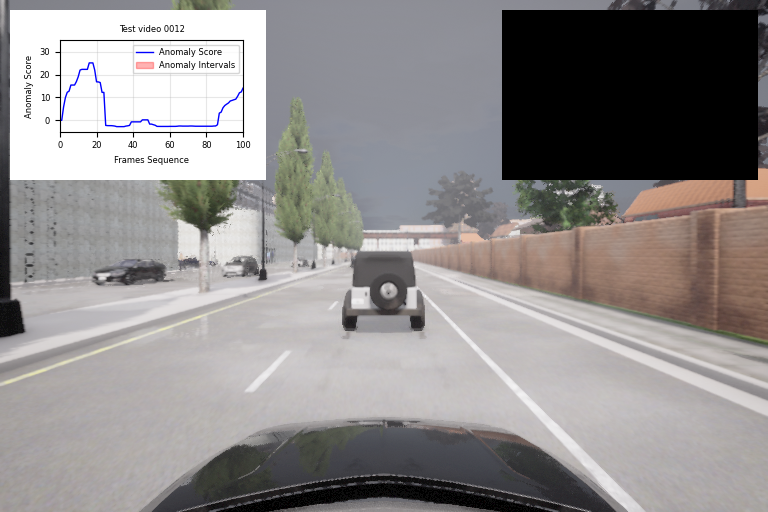 Test video 0012
Anomaly Score
Anomaly Intervals
Anomaly Score
30
20
10
0
0 20 40 60 80 100
Frames Sequence